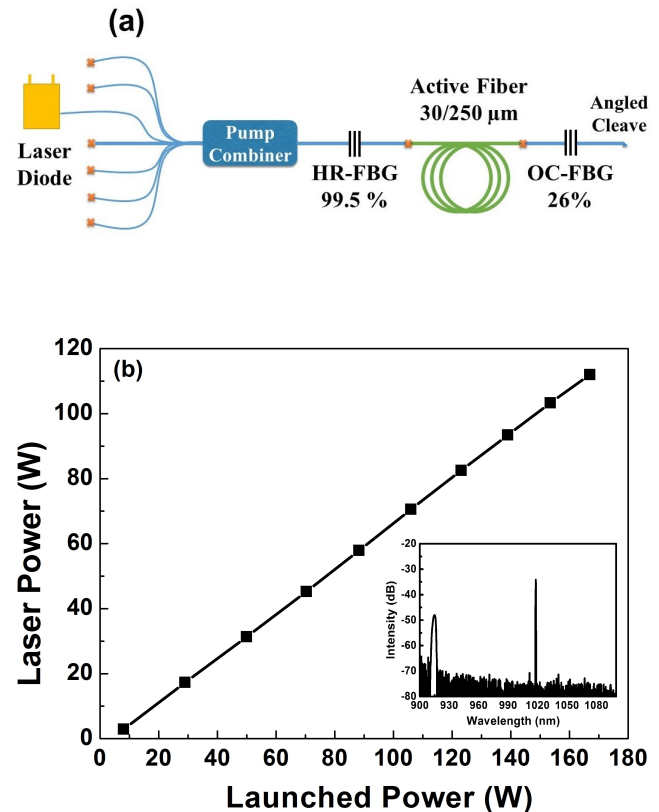 (a)
Laser
Diode
Pump
Combiner
HR-FBG
99.5 %
Active Fiber
30/250 µm
OC-FBG
26%
Angled
Cleave
(b)
Laser Power (W)
120
100
80
60
40
20
0
0 20 40 60 80 100 120 140 160 180
Launched Power (W)
Intensity (dB)
-20
-30
-40
-50
-60
-70
-80
900 930 960 990 1020 1050 1080
Wavelength (nm)